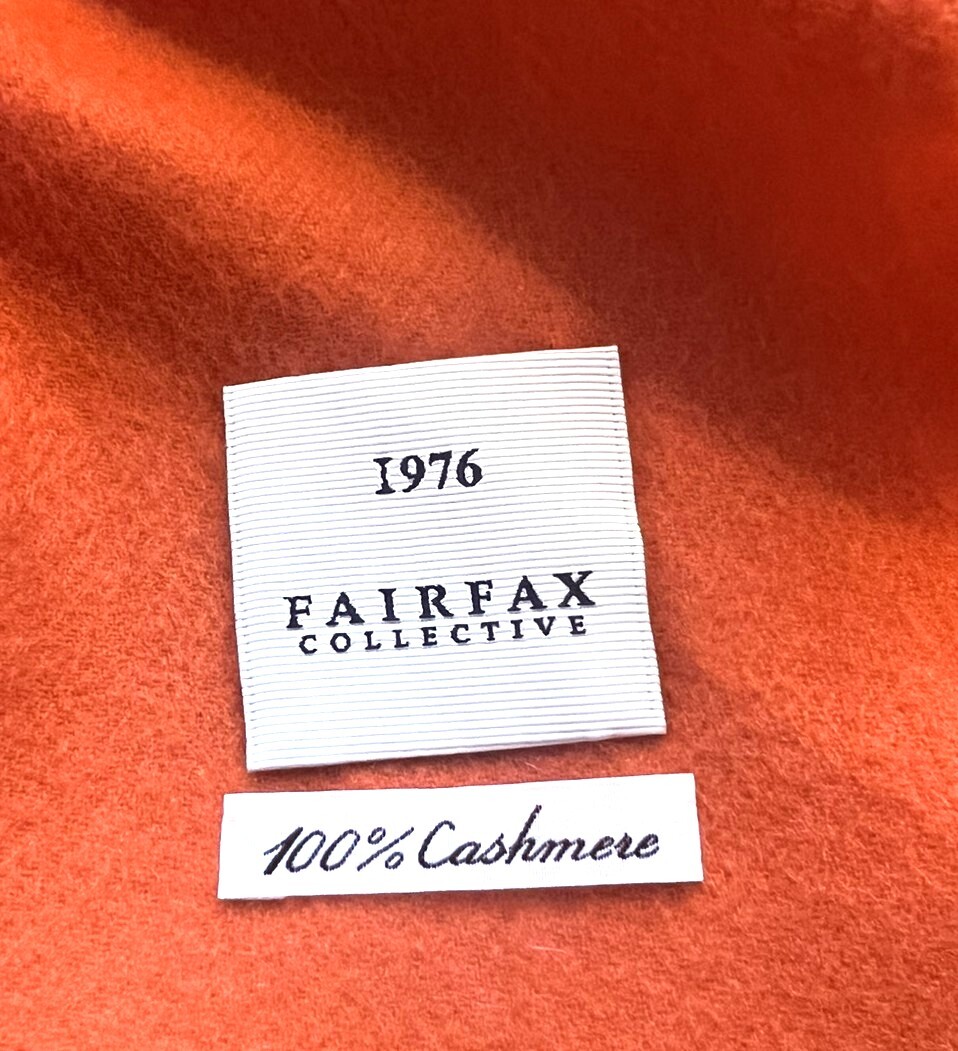 1976
FAIRFAX
COLLECTIVE
100% Cashmere